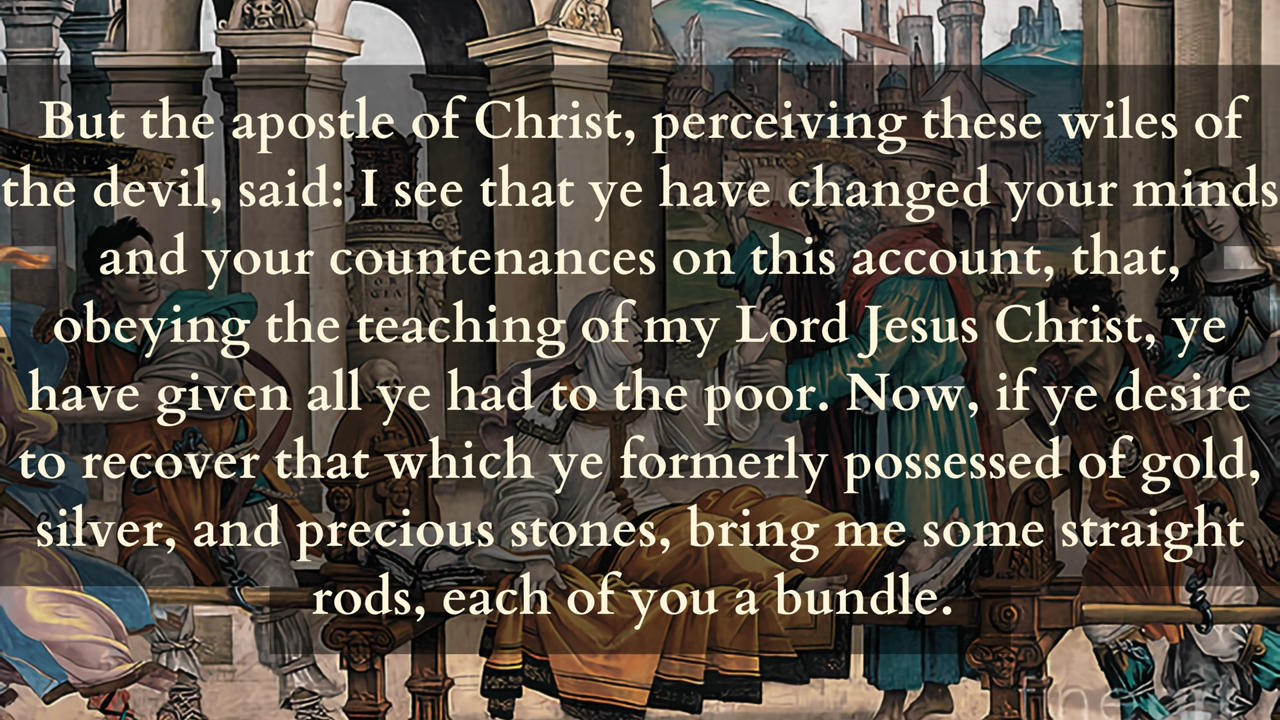 But the apostle of Christ, perceiving these wiles of
the devil, said: I see that ye have changed your minds
and your countenances on this account, that,
obeying the teaching of my Lord Jesus Christ, ye
have given all ye had to the poor. Now, if ye desire
to recover that which ye formerly possessed of gold,
silver, and precious stones, bring me some straight
rods, each of you a bundle.